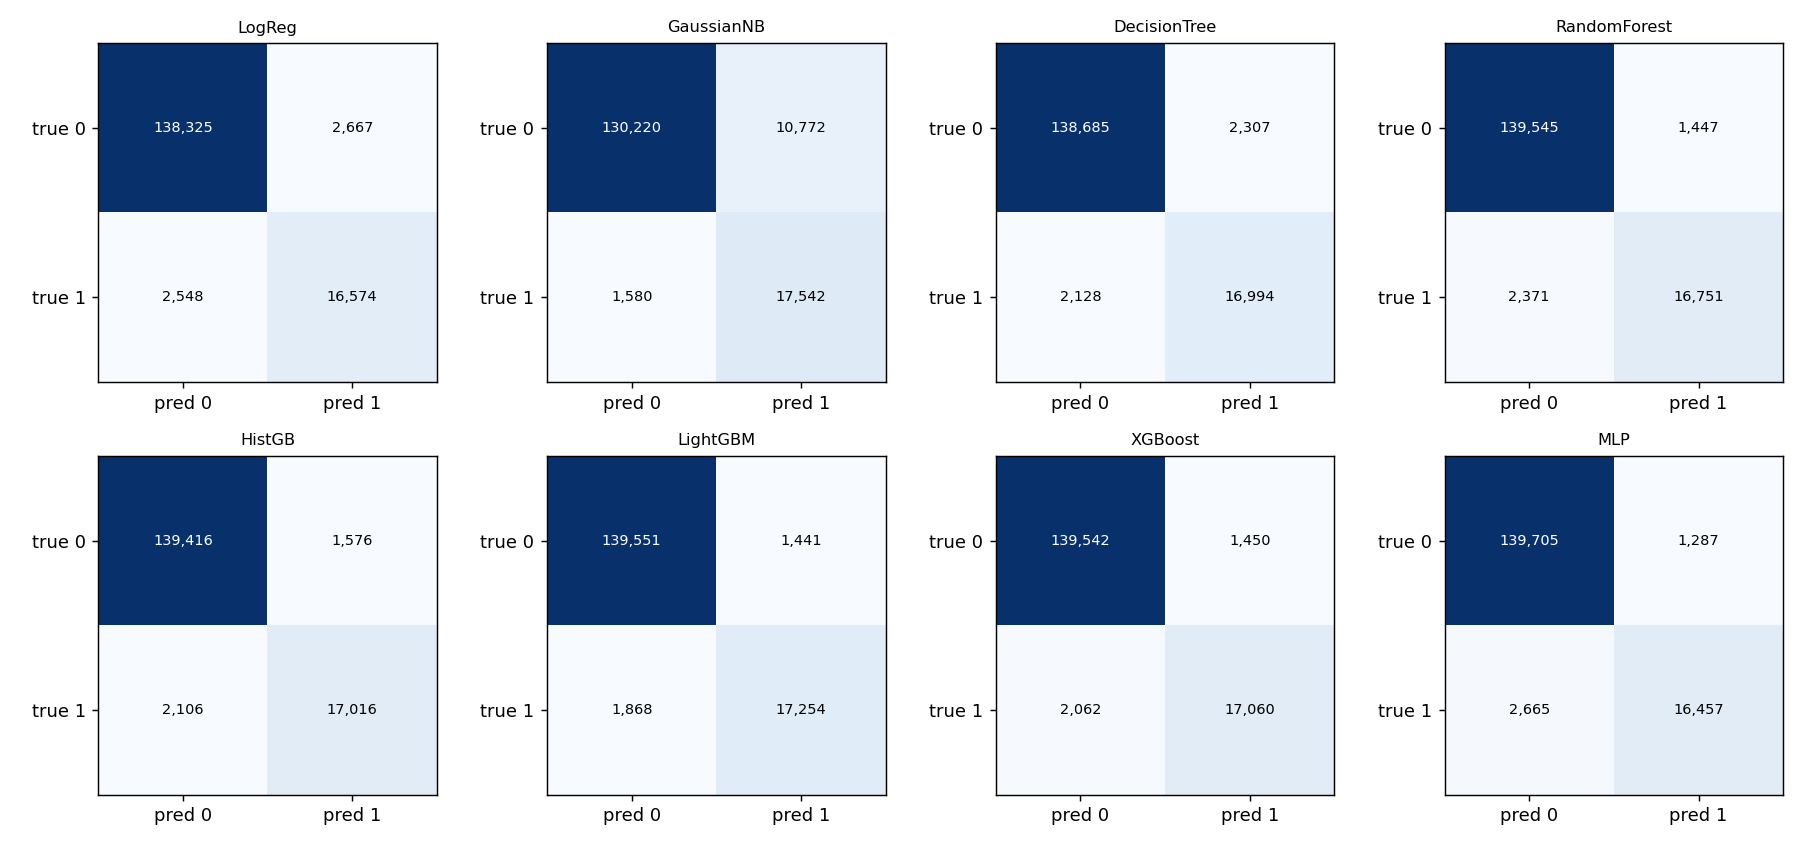 LogReg GaussianNB DecisionTree RandomForest
true 0 138,325 2,667 true 0 130,220 10,772 true 0 138,685 2,307 true 0 139,545 1,447
true 1 2,548 16,574 true 1 1,580 17,542 true 1 2,128 16,994 true 1 2,371 16,751
pred 0 pred 1 pred 0 pred 1 pred 0 pred 1 pred 0 pred 1
HistGB LightGBM XGBoost MLP
true 0 139,416 1,576 true 0 139,551 1,441 true 0 139,542 1,450 true 0 139,705 1,287
true 1 2,106 17,016 true 1 1,868 17,254 true 1 2,062 17,060 true 1 2,665 16,457
pred 0 pred 1 pred 0 pred 1 pred 0 pred 1 pred 0 pred 1